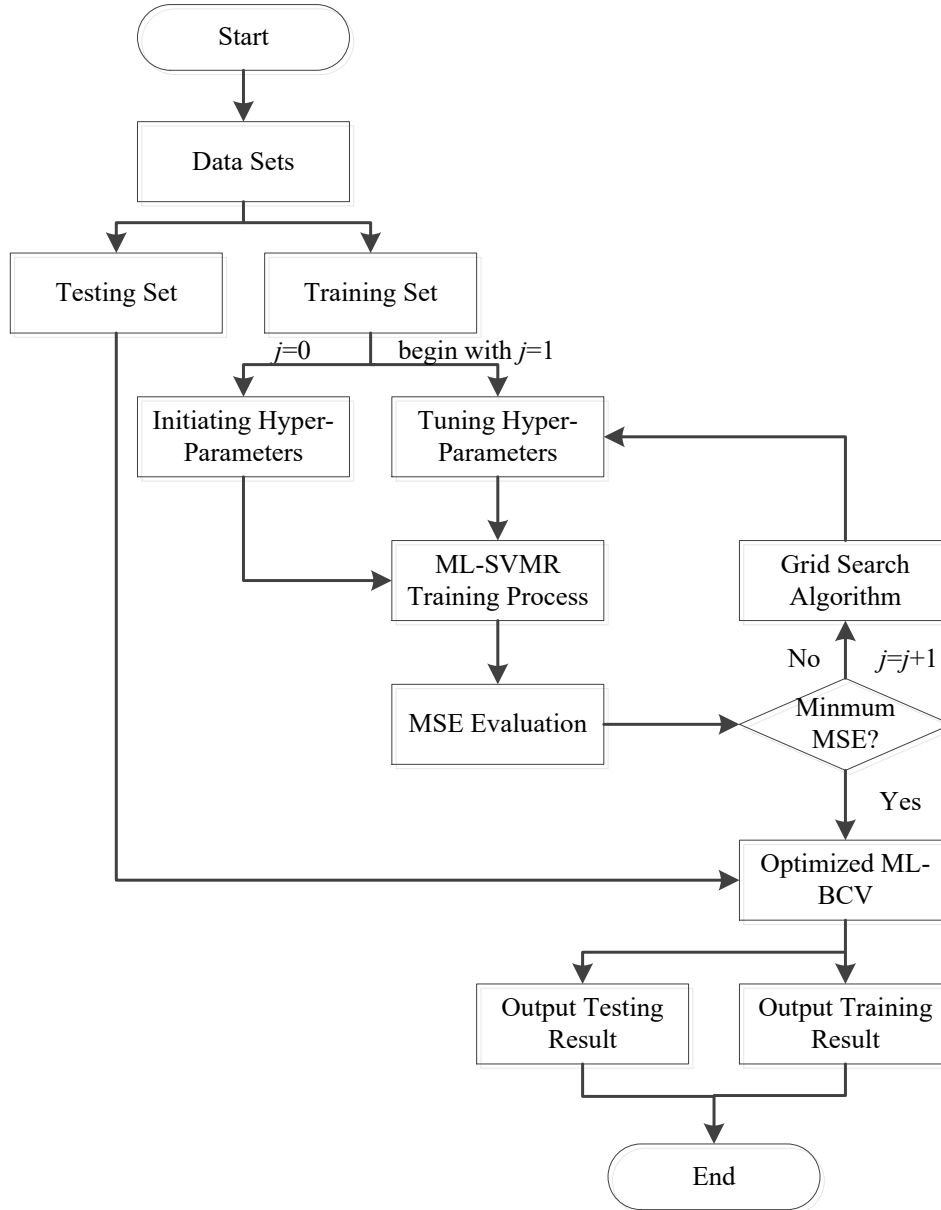 Start
Data Sets
Testing Set
Training Set
j=0
begin with j=1
Initiating Hyper-
Parameters
Tuning Hyper-
Parameters
ML-SVMR
Training Process
Grid Search
Algorithm
No
j=j+1
MSE Evaluation
Minmum
MSE?
Yes
Optimized ML-
BCV
Output Testing
Result
Output Training
Result
End